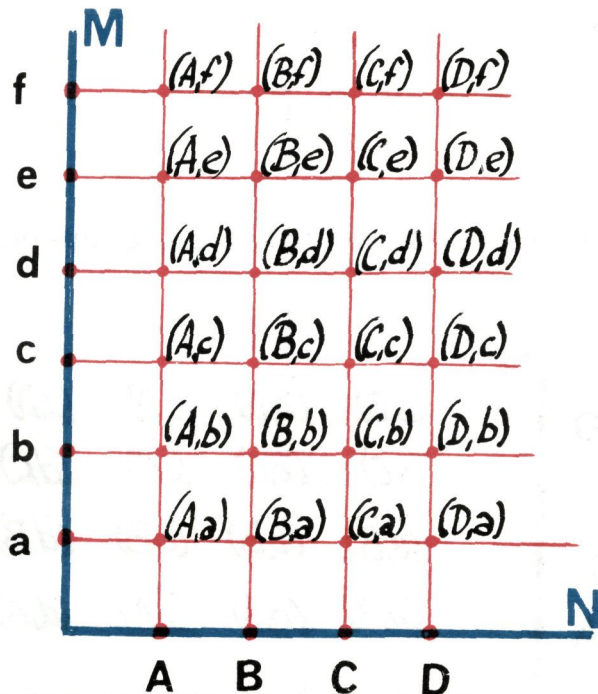 M
f (A,f) (B,f) (C,f) (D,f)
e (A,e) (B,e) (C,e) (D,e)
d (A,d) (B,d) (C,d) (D,d)
c (A,c) (B,c) (C,c) (D,c)
b (A,b) (B,b) (C,b) (D,b)
a (A,a) (B,a) (C,a) (D,a)
N
A B C D